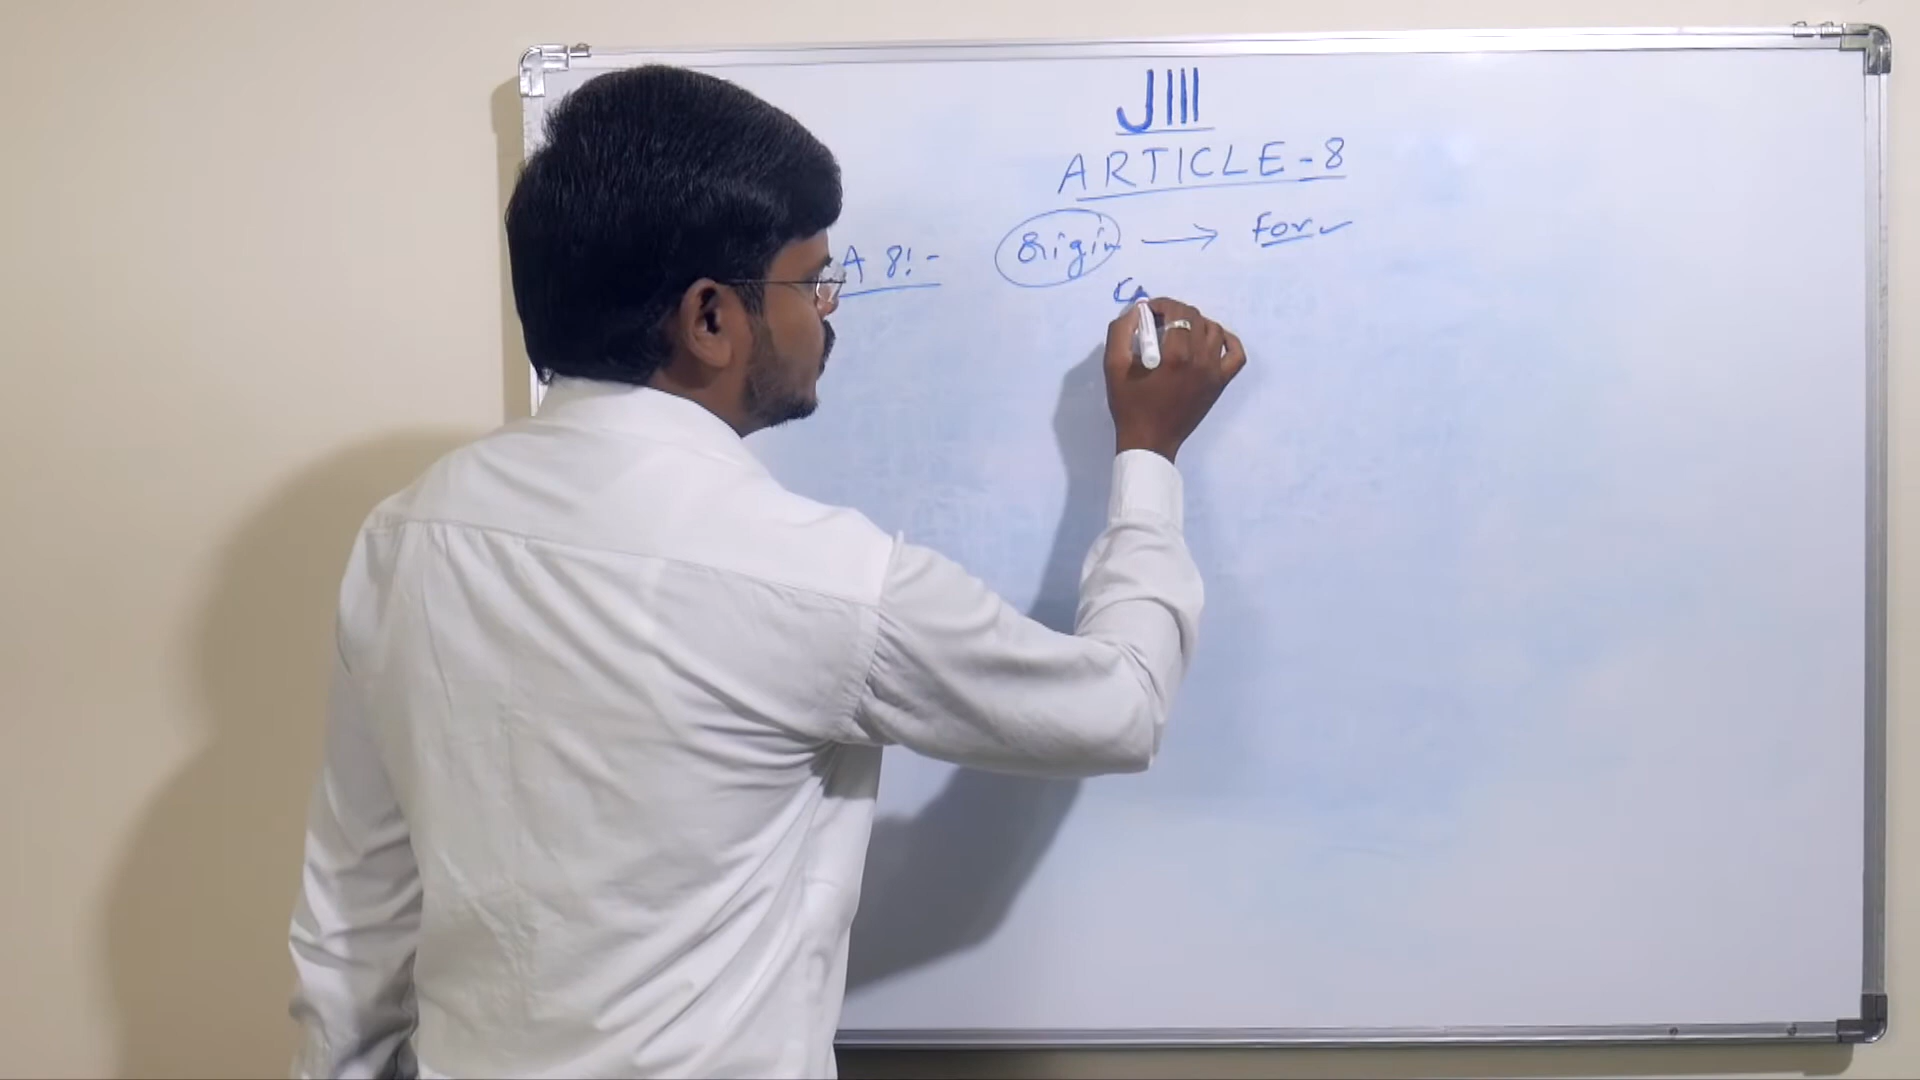 JIII
ARTICLE-8
A 8:- Origin → For